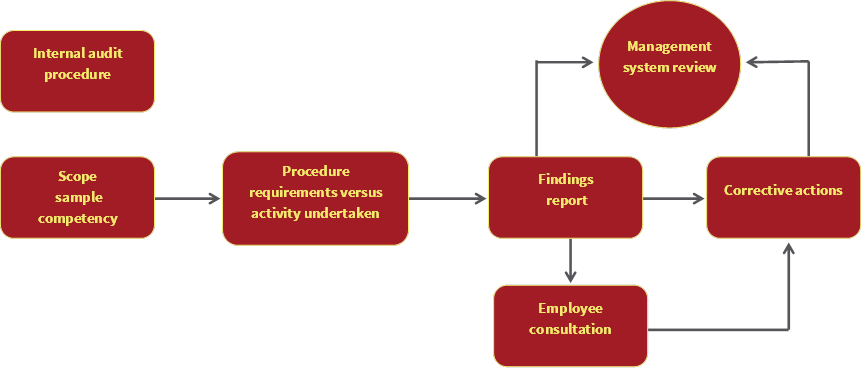 Internal audit
procedure
Management
system review
Scope
sample
competency
Procedure
requirements versus
activity undertaken
Findings
report
Corrective actions
Employee
consultation